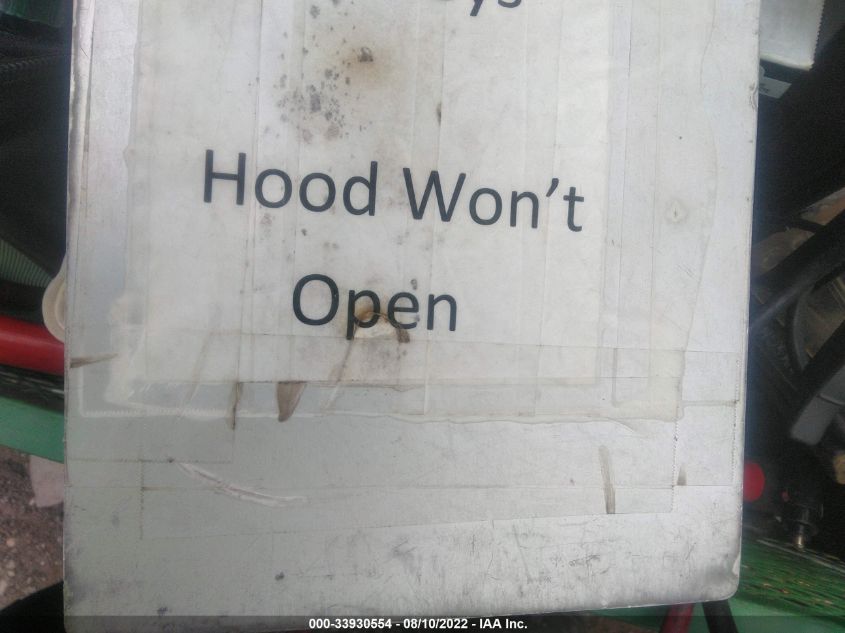 Hood Won't
Open
000-33930554 - 08/10/2022 - IAA Inc.